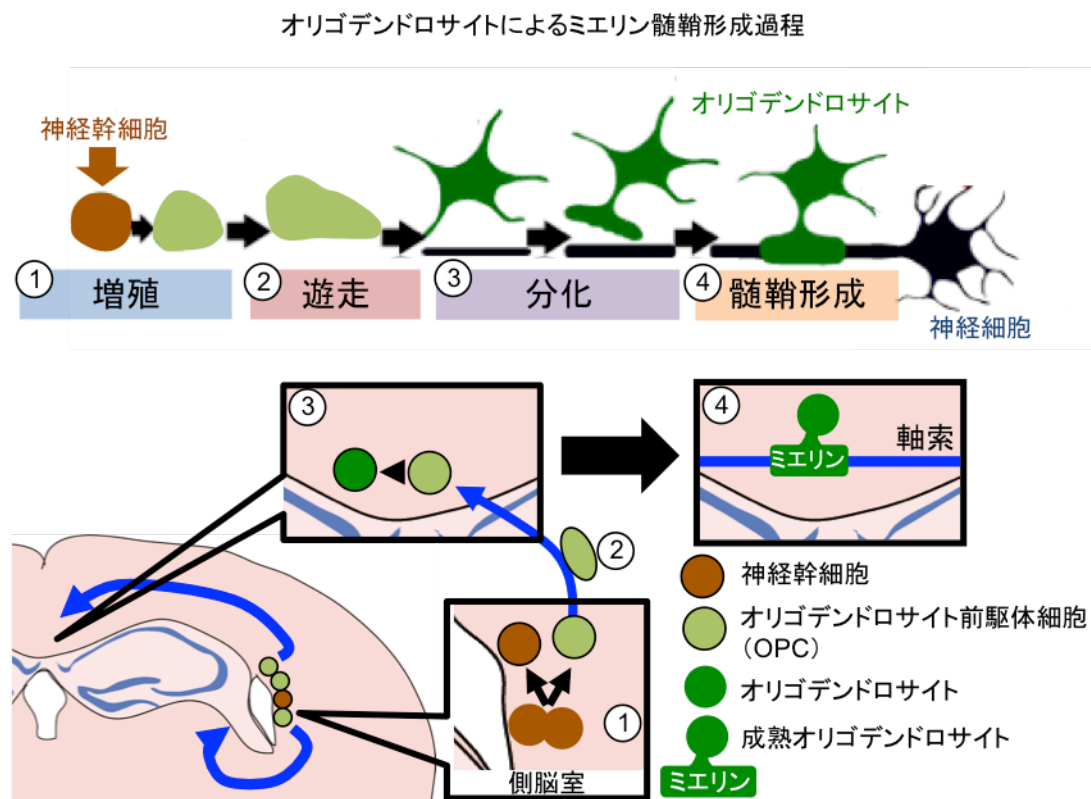 オリゴデンドロサイトによるミエリン髄鞘形成過程
神経幹細胞
オリゴデンドロサイト
① 増殖
② 遊走
③ 分化
④ 髄鞘形成
神経細胞
③
④
軸索
ミエリン
②
①
側脳室
神経幹細胞
オリゴデンドロサイト前駆体細胞
(OPC)
オリゴデンドロサイト
成熟オリゴデンドロサイト
ミエリン